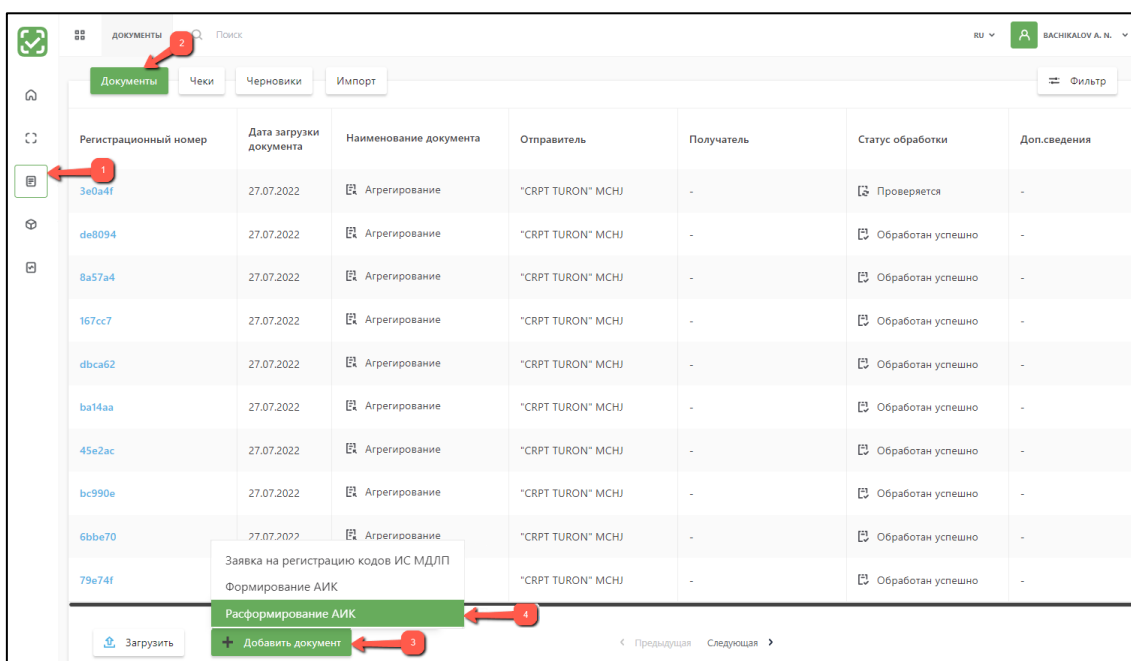 ДОКУМЕНТЫ 2 Поиск RU A BACHIKALOV A. N.
Документы Чеки Черновики Импорт Фильтр
Регистрационный номер Дата загрузки документа Наименование документа Отправитель Получатель Статус обработки Доп.сведения
1
3e0a4f 27.07.2022 Агрегирование "CRPT TURON" MCHJ - Проверяется -
de8094 27.07.2022 Агрегирование "CRPT TURON" MCHJ - Обработан успешно -
8a57a4 27.07.2022 Агрегирование "CRPT TURON" MCHJ - Обработан успешно -
167cc7 27.07.2022 Агрегирование "CRPT TURON" MCHJ - Обработан успешно -
dbca62 27.07.2022 Агрегирование "CRPT TURON" MCHJ - Обработан успешно -
ba14aa 27.07.2022 Агрегирование "CRPT TURON" MCHJ - Обработан успешно -
45e2ac 27.07.2022 Агрегирование "CRPT TURON" MCHJ - Обработан успешно -
bc990e 27.07.2022 Агрегирование "CRPT TURON" MCHJ - Обработан успешно -
6bbe70 27.07.2022 Агрегирование "CRPT TURON" MCHJ - Обработан успешно -
Заявка на регистрацию кодов ИС МДЛП
79e74f "CRPT TURON" MCHJ - Обработан успешно -
Формирование АИК
Расформирование АИК 4
Загрузить + Добавить документ 3 Предыдущая Следующая